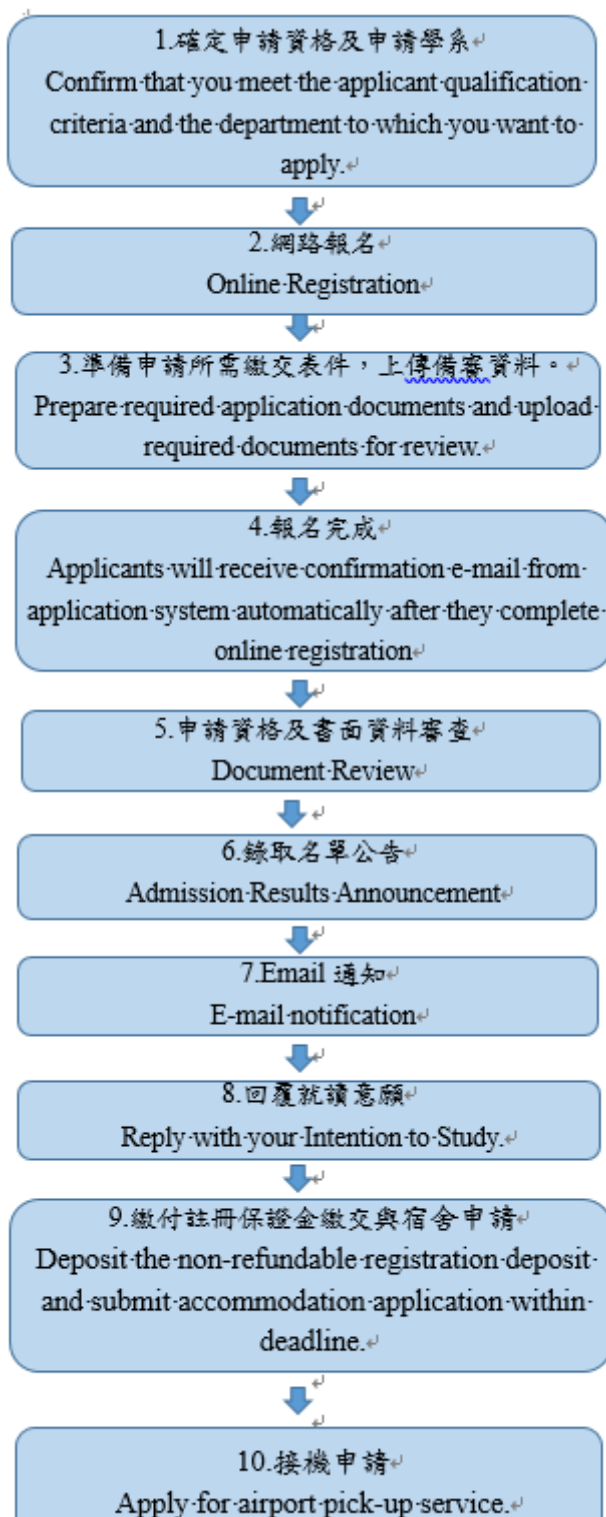 1.確定申請資格及申請學系
Confirm that you meet the applicant qualification
criteria and the department to which you want to
apply.
2.網路報名
Online Registration
3.準備申請所需繳交表件，上傳備審資料。
Prepare required application documents and upload
required documents for review.
4.報名完成
Applicants will receive confirmation e-mail from
application system automatically after they complete
online registration
5.申請資格及書面資料審查
Document Review
6.錄取名單公告
Admission Results Announcement
7.Email 通知
E-mail notification
8.回覆就讀意願
Reply with your Intention to Study.
9.繳付註冊保證金繳交與宿舍申請
Deposit the non-refundable registration deposit
and submit accommodation application within
deadline.
10.接機申請
Apply for airport pick-up service.